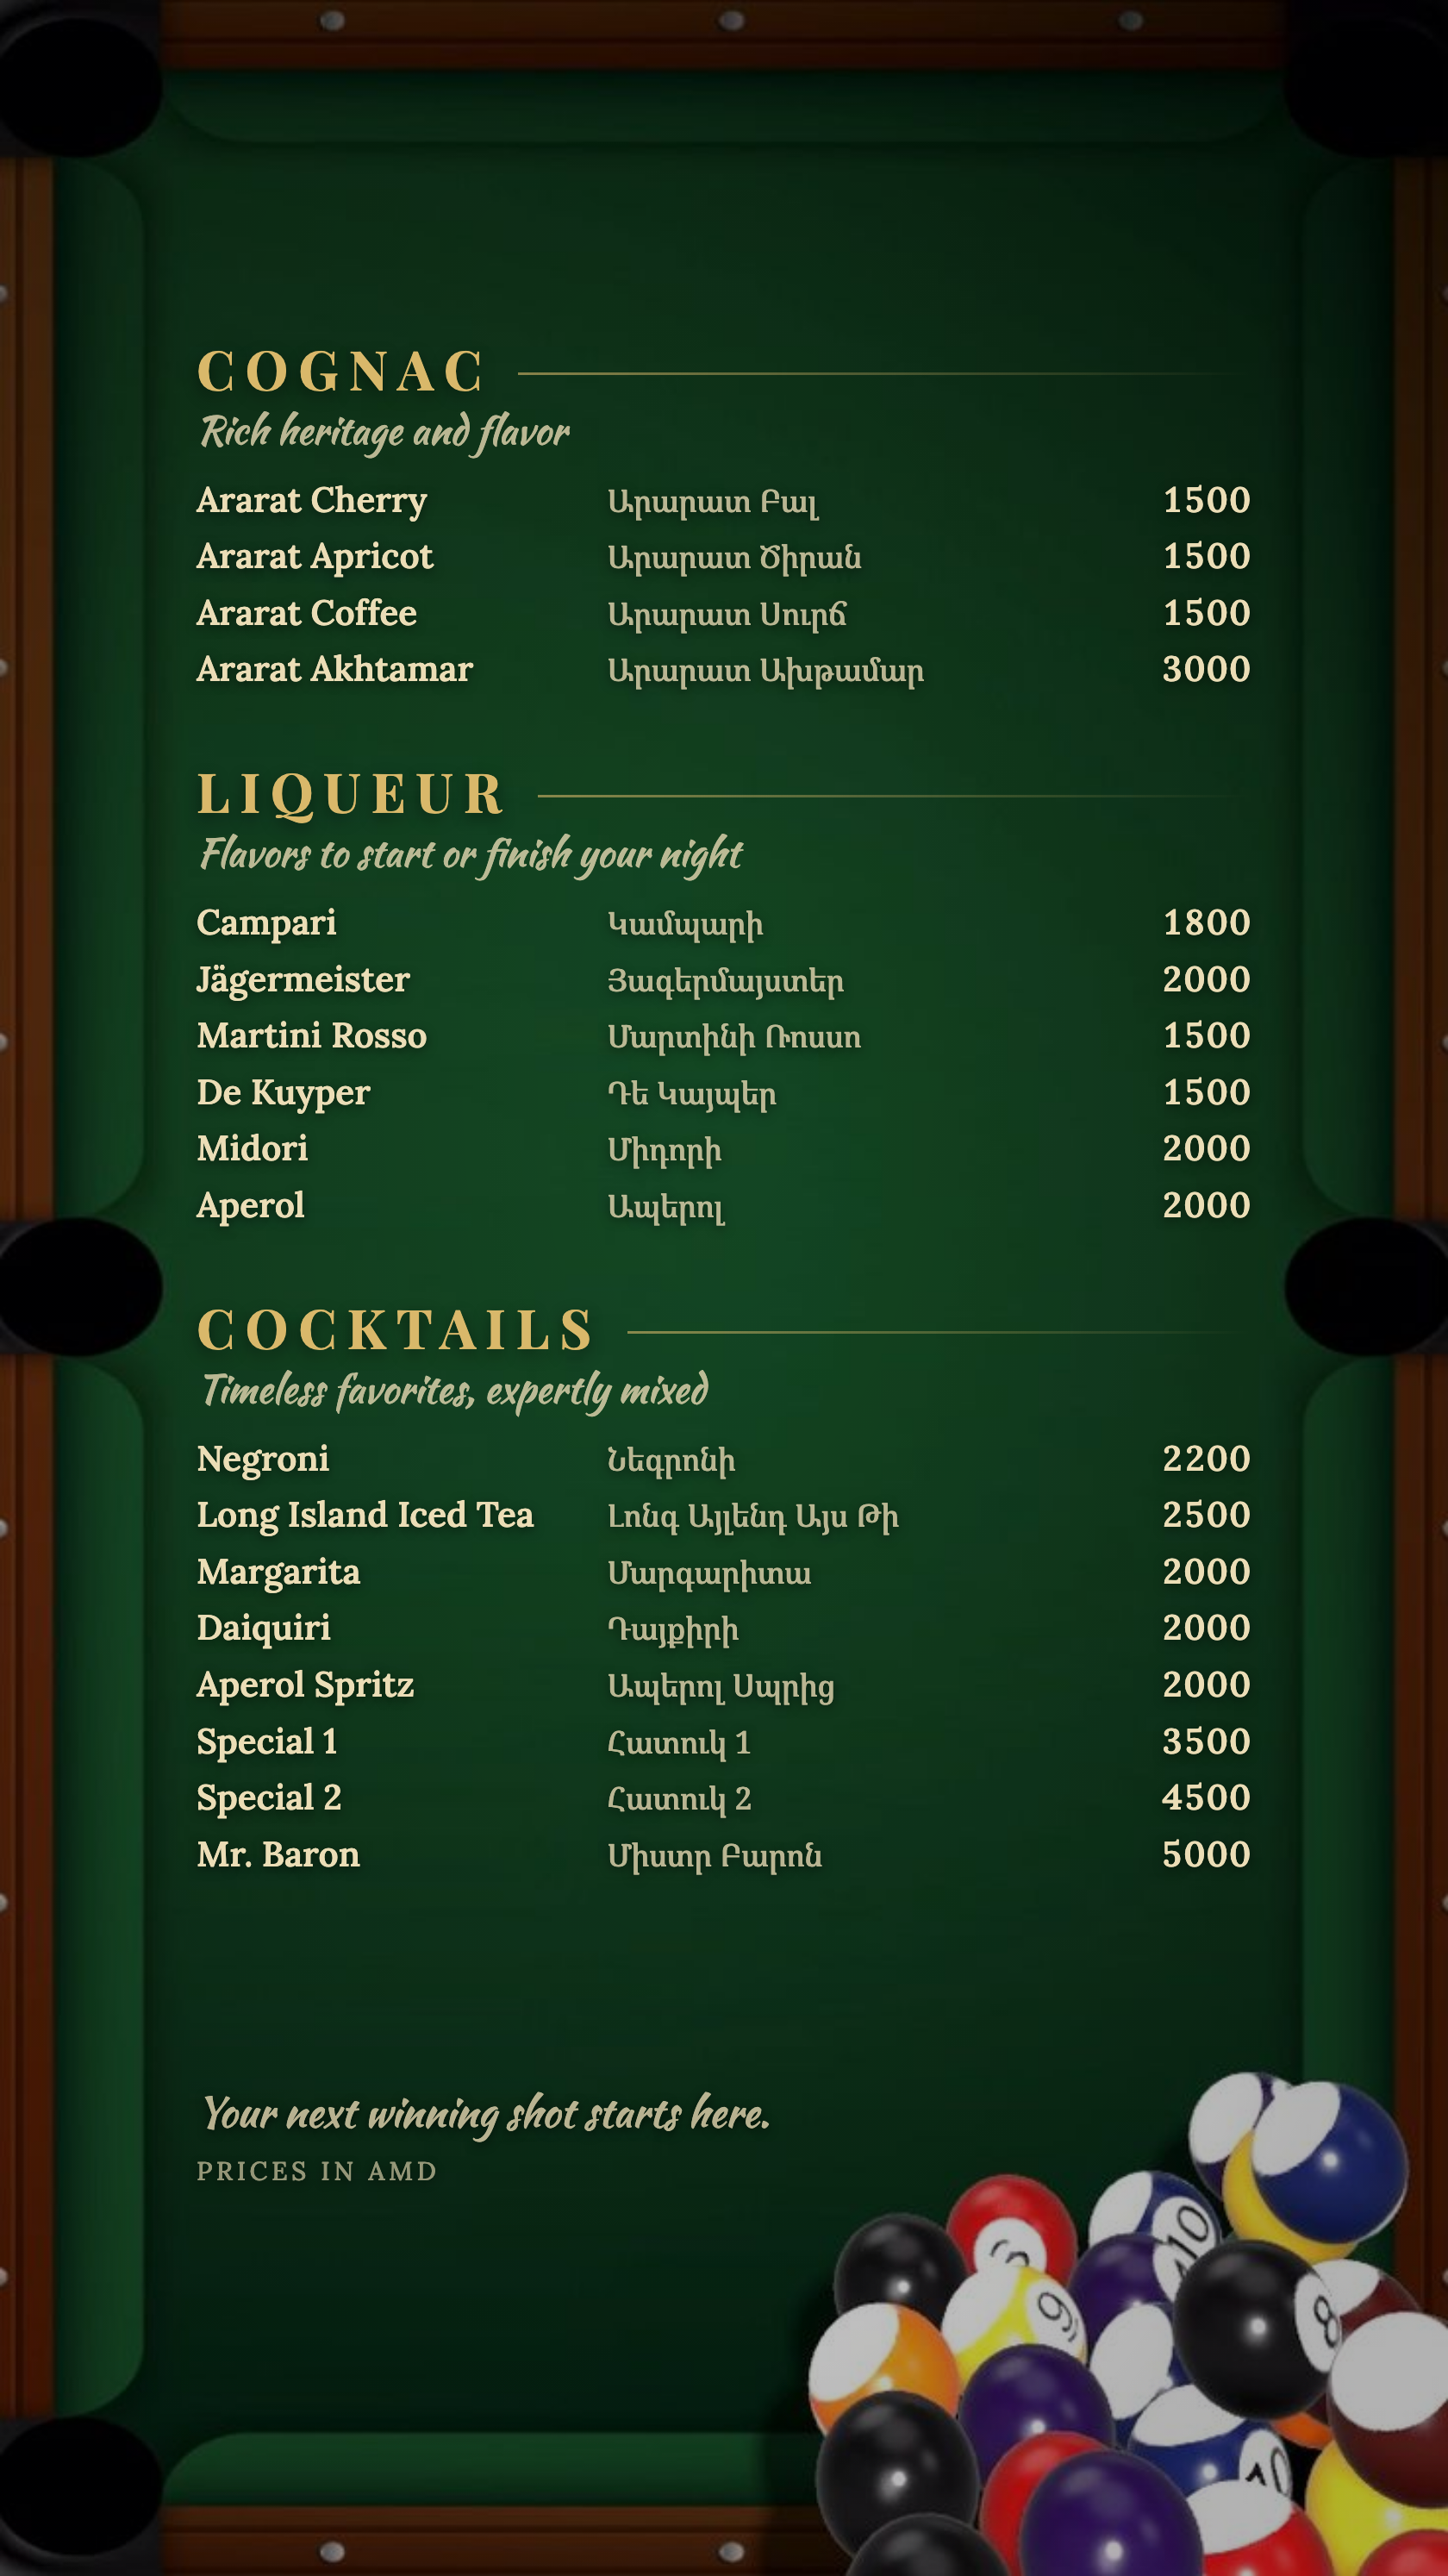 COGNAC
Rich heritage and flavor
Ararat Cherry Արարատ Բալ 1500
Ararat Apricot Արարատ Ծիրան 1500
Ararat Coffee Արարատ Սուրճ 1500
Ararat Akhtamar Արարատ Ախթամար 3000
LIQUEUR
Flavors to start or finish your night
Campari Կամպարի 1800
Jägermeister Յագերմայստեր 2000
Martini Rosso Մարտինի Ռոսսո 1500
De Kuyper Դե Կայպեր 1500
Midori Միդորի 2000
Aperol Ապերոլ 2000
COCKTAILS
Timeless favorites, expertly mixed
Negroni Նեգրոնի 2200
Long Island Iced Tea Լոնգ Այլենդ Այս Թի 2500
Margarita Մարգարիտա 2000
Daiquiri Դայքիրի 2000
Aperol Spritz Ապերոլ Սպրից 2000
Special 1 Հատուկ 1 3500
Special 2 Հատուկ 2 4500
Mr. Baron Միստր Բարոն 5000
Your next winning shot starts here.
PRICES IN AMD
10
9
8
10